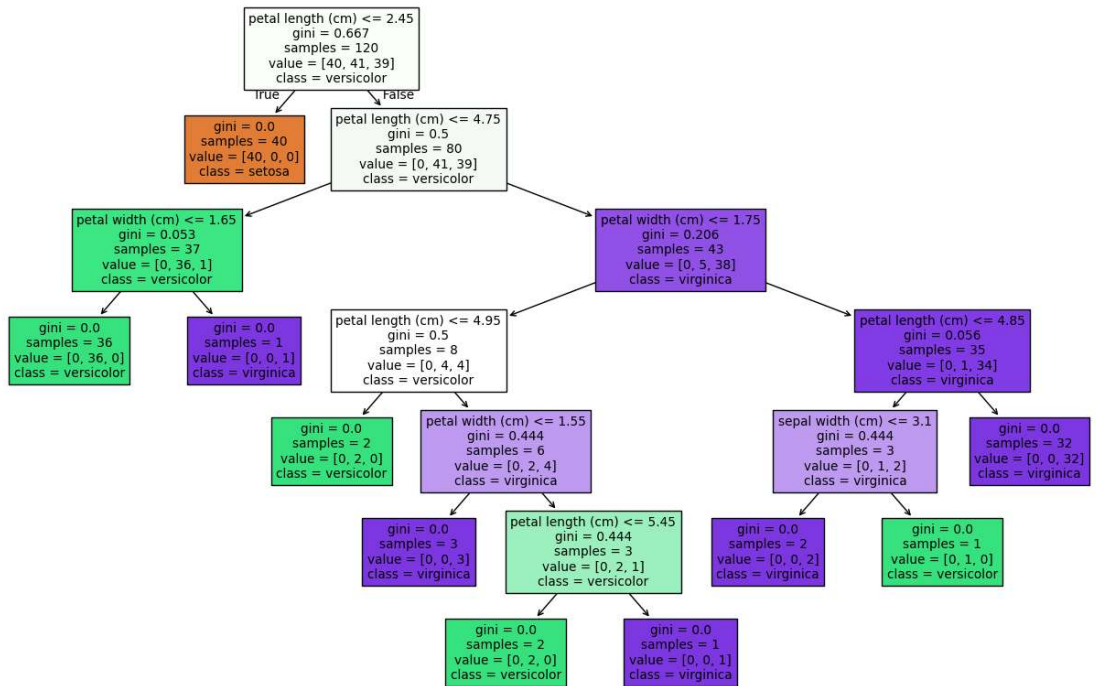 petal length (cm) <= 2.45
gini = 0.667
samples = 120
value = [40, 41, 39]
class = versicolor
True
False
gini = 0.0
samples = 40
value = [40, 0, 0]
class = setosa
petal length (cm) <= 4.75
gini = 0.5
samples = 80
value = [0, 41, 39]
class = versicolor
petal width (cm) <= 1.65
gini = 0.053
samples = 37
value = [0, 36, 1]
class = versicolor
petal width (cm) <= 1.75
gini = 0.206
samples = 43
value = [0, 5, 38]
class = virginica
gini = 0.0
samples = 36
value = [0, 36, 0]
class = versicolor
gini = 0.0
samples = 1
value = [0, 0, 1]
class = virginica
petal length (cm) <= 4.95
gini = 0.5
samples = 8
value = [0, 4, 4]
class = versicolor
petal length (cm) <= 4.85
gini = 0.056
samples = 35
value = [0, 1, 34]
class = virginica
gini = 0.0
samples = 2
value = [0, 2, 0]
class = versicolor
petal width (cm) <= 1.55
gini = 0.444
samples = 6
value = [0, 2, 4]
class = virginica
sepal width (cm) <= 3.1
gini = 0.444
samples = 3
value = [0, 1, 2]
class = virginica
gini = 0.0
samples = 32
value = [0, 0, 32]
class = virginica
gini = 0.0
samples = 3
value = [0, 0, 3]
class = virginica
petal length (cm) <= 5.45
gini = 0.444
samples = 3
value = [0, 2, 1]
class = versicolor
gini = 0.0
samples = 2
value = [0, 0, 2]
class = virginica
gini = 0.0
samples = 1
value = [0, 1, 0]
class = versicolor
gini = 0.0
samples = 2
value = [0, 2, 0]
class = versicolor
gini = 0.0
samples = 1
value = [0, 0, 1]
class = virginica